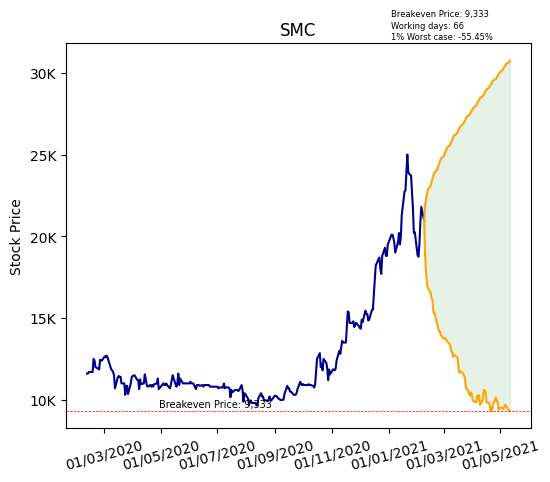 Breakeven Price: 9,333
Working days: 66
1% Worst case: -55.45%
SMC
Stock Price
30K
25K
20K
15K
10K
Breakeven Price: 9,333
01/03/2020
01/05/2020
01/07/2020
01/09/2020
01/11/2020
01/01/2021
01/03/2021
01/05/2021